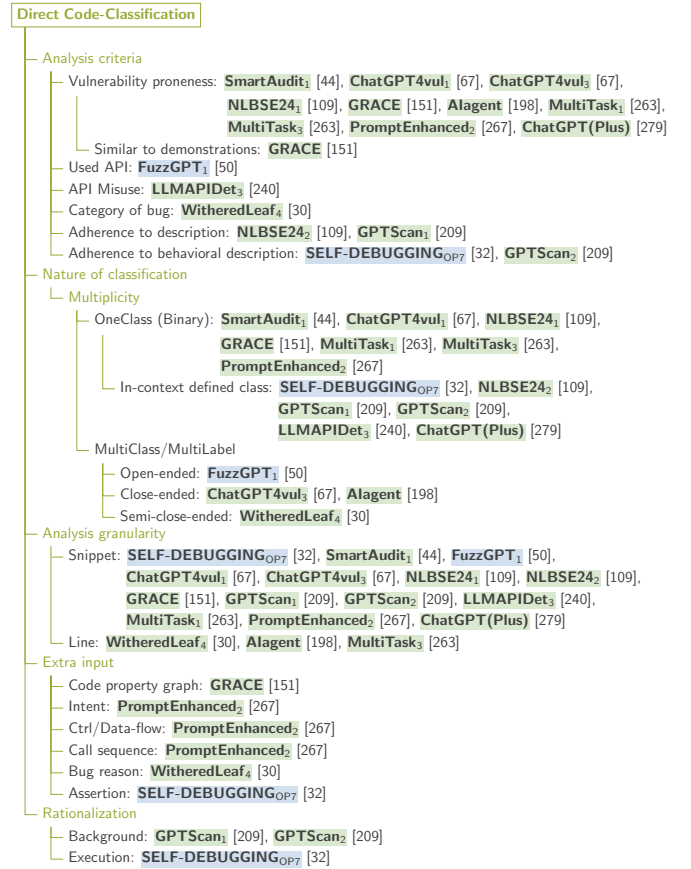 Direct Code-Classification
Analysis criteria
Vulnerability proneness: SmartAudit₁ [44], ChatGPT4vul₁ [67], ChatGPT4vul₃ [67],
NLBSE24₁ [109], GRACE [151], AIagent [198], MultiTask₁ [263],
MultiTask₃ [263], PromptEnhanced₂ [267], ChatGPT(Plus) [279]
Similar to demonstrations: GRACE [151]
Used API: FuzzGPT₁ [50]
API Misuse: LLMAPIDet₃ [240]
Category of bug: WitheredLeaf₄ [30]
Adherence to description: NLBSE24₂ [109], GPTScan₁ [209]
Adherence to behavioral description: SELF-DEBUGGING_OP7 [32], GPTScan₂ [209]
Nature of classification
Multiplicity
OneClass (Binary): SmartAudit₁ [44], ChatGPT4vul₁ [67], NLBSE24₁ [109],
GRACE [151], MultiTask₁ [263], MultiTask₃ [263],
PromptEnhanced₂ [267]
In-context defined class: SELF-DEBUGGING_OP7 [32], NLBSE24₂ [109],
GPTScan₁ [209], GPTScan₂ [209],
LLMAPIDet₃ [240], ChatGPT(Plus) [279]
MultiClass/MultiLabel
Open-ended: FuzzGPT₁ [50]
Close-ended: ChatGPT4vul₃ [67], AIagent [198]
Semi-close-ended: WitheredLeaf₄ [30]
Analysis granularity
Snippet: SELF-DEBUGGING_OP7 [32], SmartAudit₁ [44], FuzzGPT₁ [50],
ChatGPT4vul₁ [67], ChatGPT4vul₃ [67], NLBSE24₁ [109], NLBSE24₂ [109],
GRACE [151], GPTScan₁ [209], GPTScan₂ [209], LLMAPIDet₃ [240],
MultiTask₁ [263], PromptEnhanced₂ [267], ChatGPT(Plus) [279]
Line: WitheredLeaf₄ [30], AIagent [198], MultiTask₃ [263]
Extra input
Code property graph: GRACE [151]
Intent: PromptEnhanced₂ [267]
Ctrl/Data-flow: PromptEnhanced₂ [267]
Call sequence: PromptEnhanced₂ [267]
Bug reason: WitheredLeaf₄ [30]
Assertion: SELF-DEBUGGING_OP7 [32]
Rationalization
Background: GPTScan₁ [209], GPTScan₂ [209]
Execution: SELF-DEBUGGING_OP7 [32]